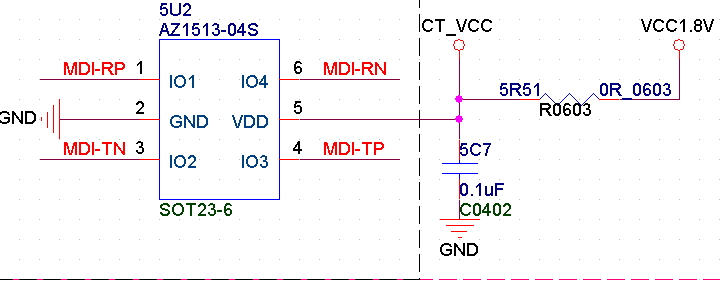 5U2
AZ1513-04S
CT_VCC
VCC1.8V
MDI-RP 1 IO1 IO4 6 MDI-RN
5R51 0R_0603
R0603
GND 2 GND VDD 5
MDI-TN 3 IO2 IO3 4 MDI-TP
5C7
0.1uF
SOT23-6
C0402
GND